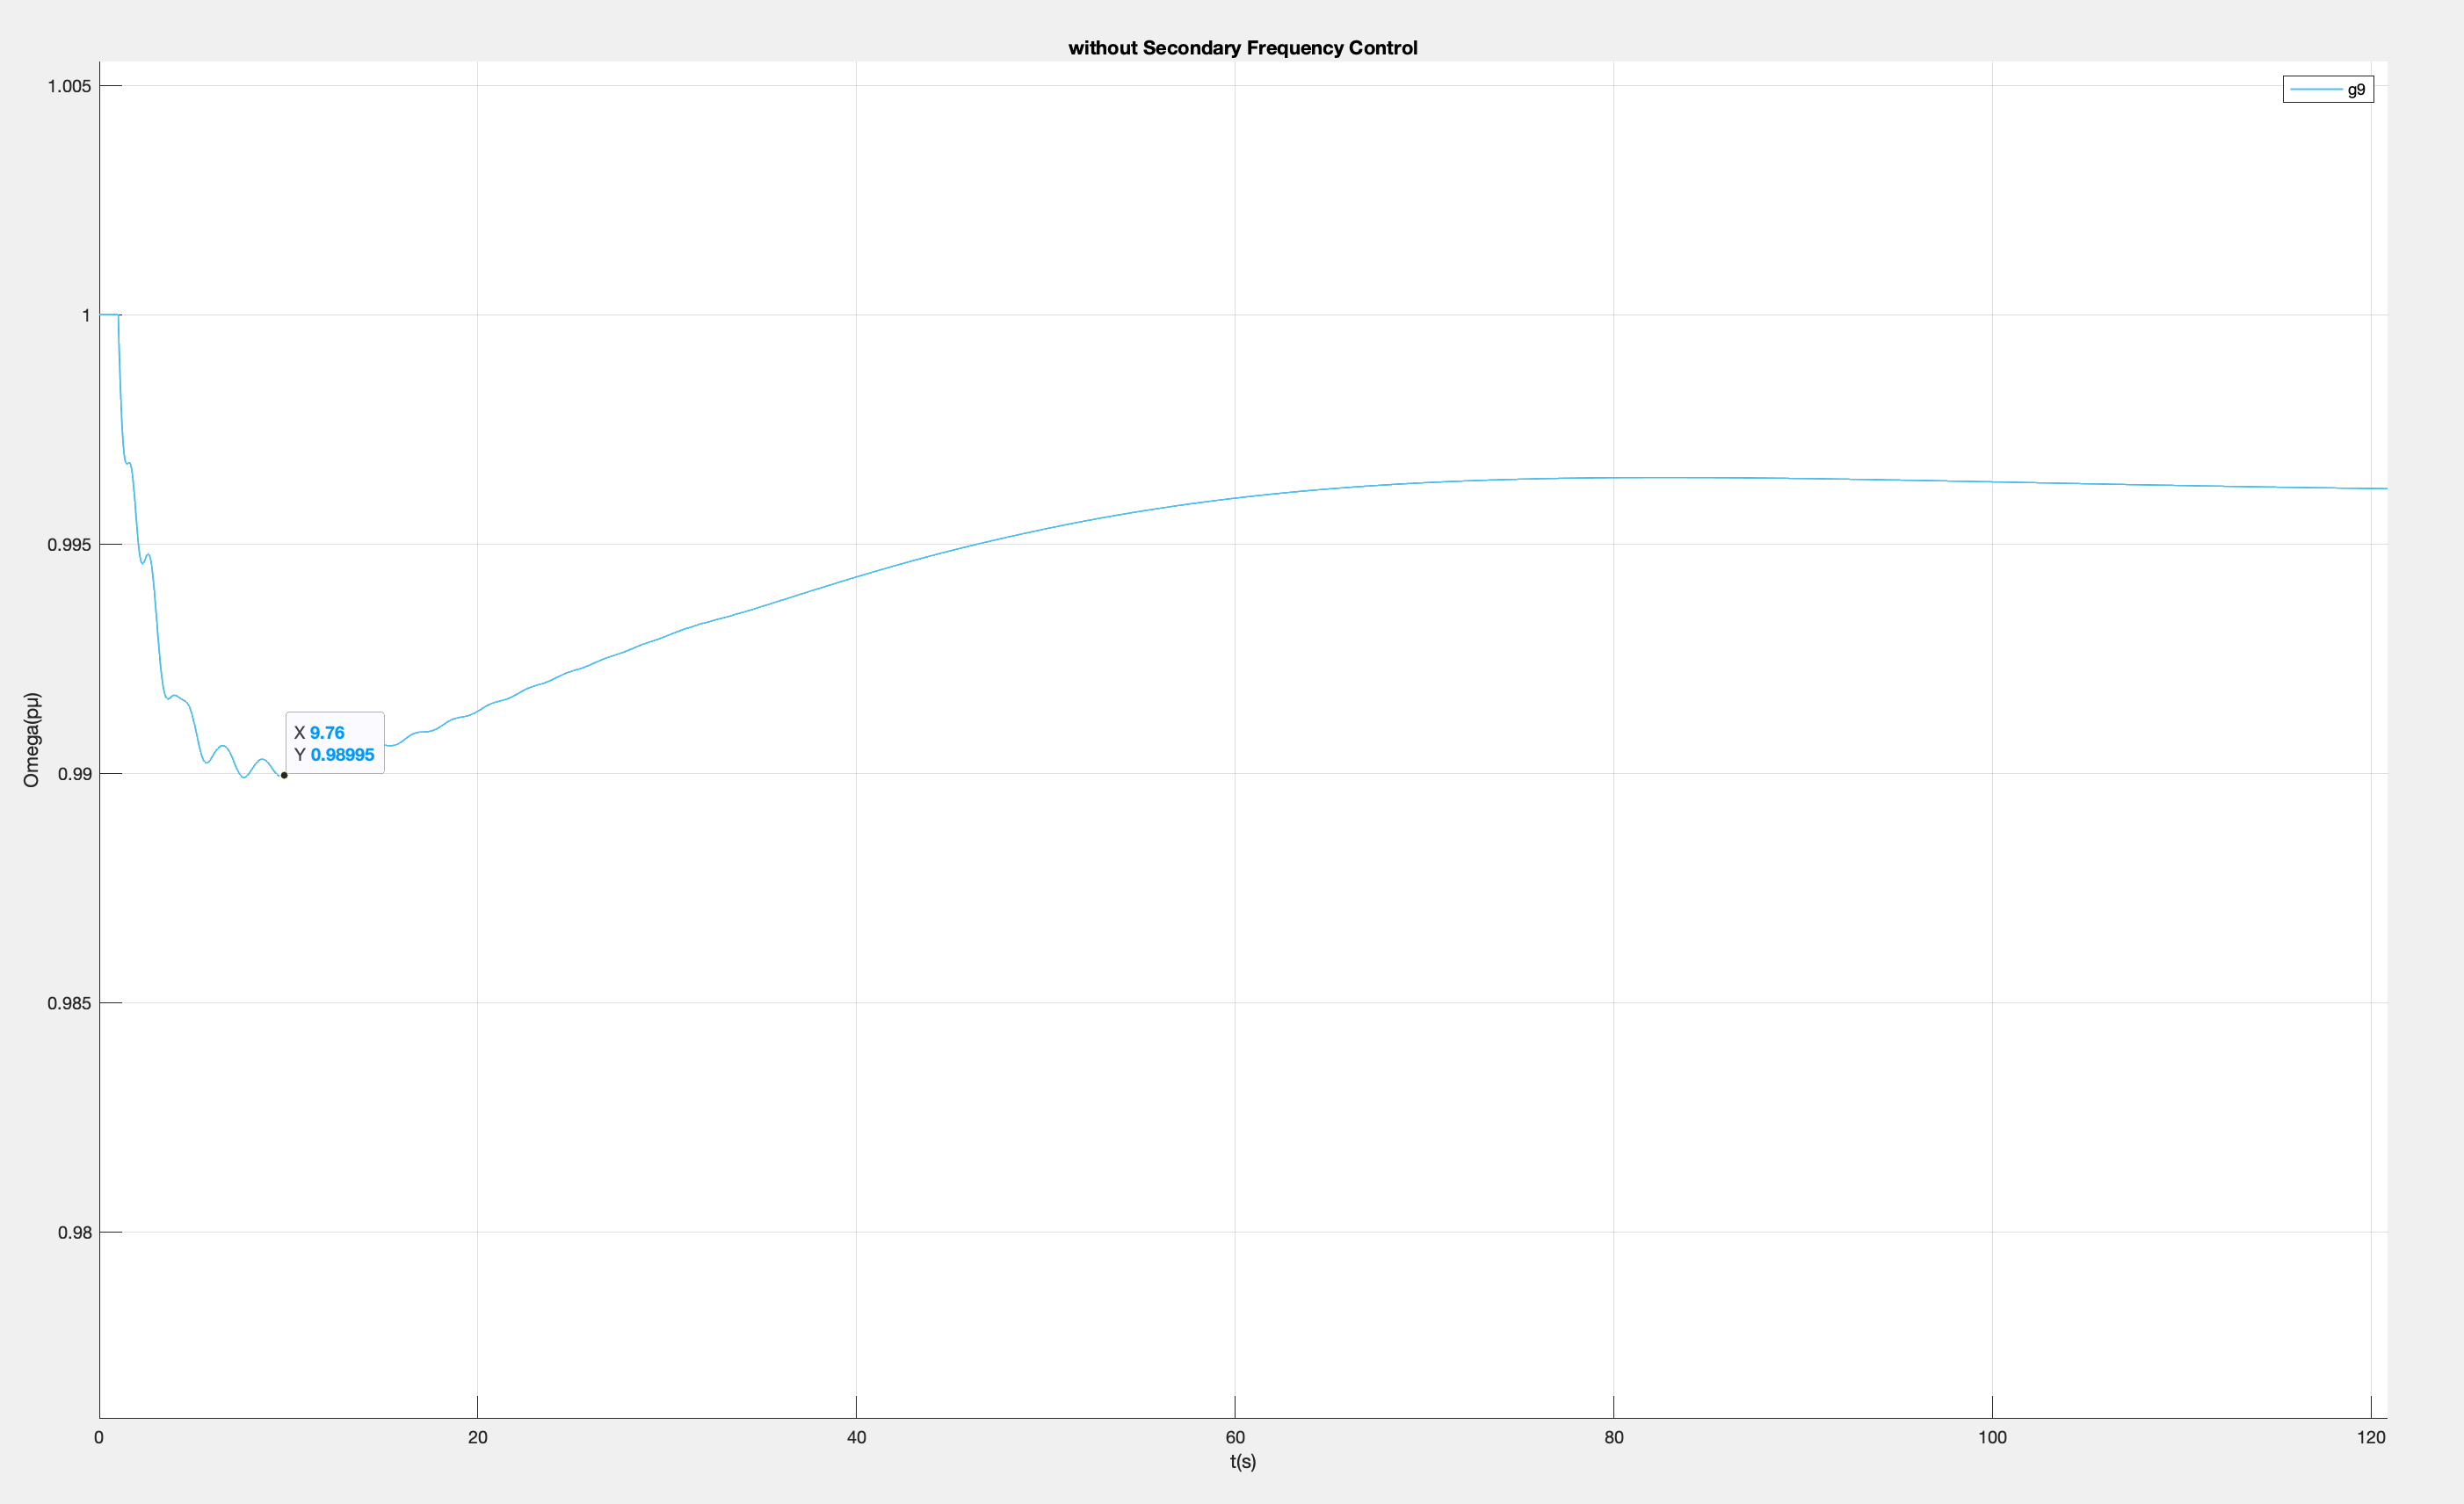 without Secondary Frequency Control
g9
1.005
1
0.995
0.99
0.985
0.98
Omega(pμ)
X 9.76
Y 0.98995
0 20 40 60 80 100 120
t(s)